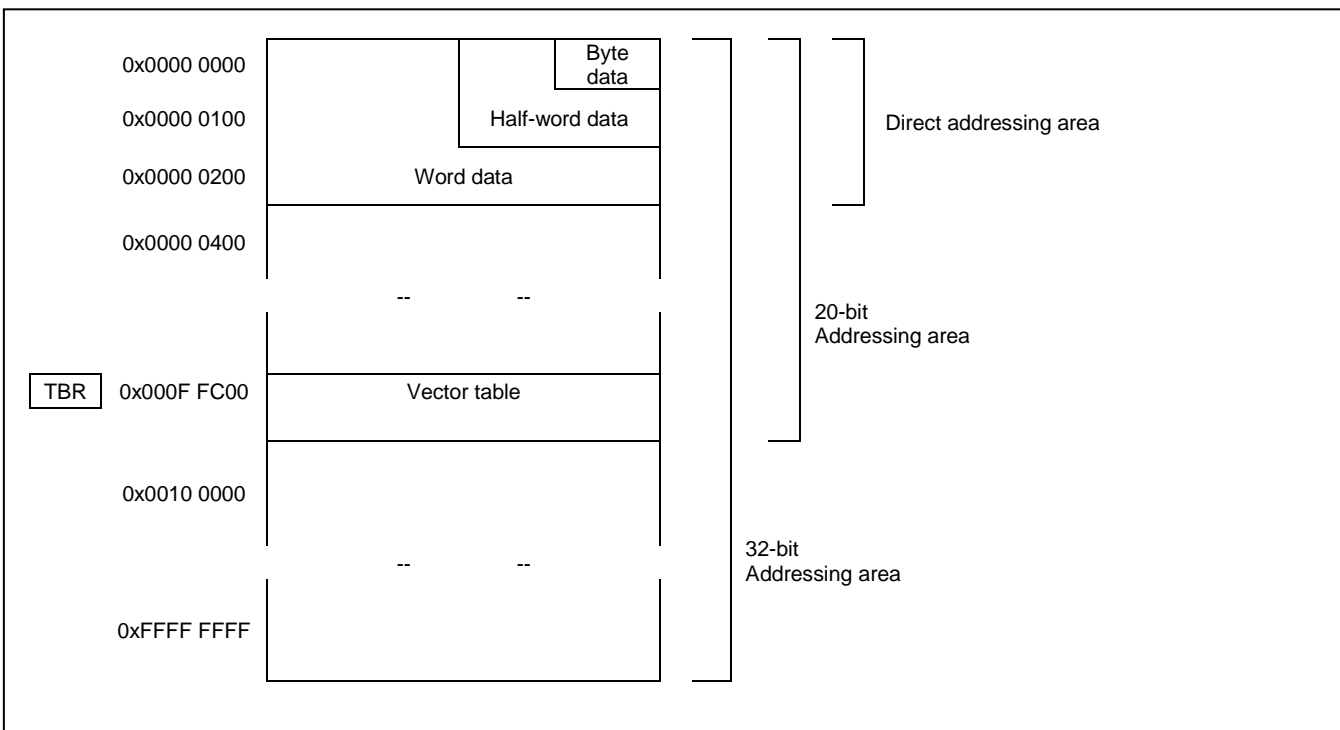 0x0000 0000
Byte
data
0x0000 0100
Half-word data
Direct addressing area
0x0000 0200
Word data
0x0000 0400
-- --
20-bit
Addressing area
TBR 0x000F FC00
Vector table
0x0010 0000
32-bit
Addressing area
-- --
0xFFFF FFFF